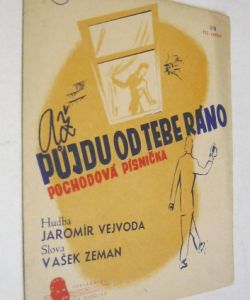 Až
PŮJDU OD TEBE RÁNO
POCHODOVÁ PÍSNIČKA
Hudba
JAROMÍR VEJVODA
Slova
VAŠEK ZEMAN